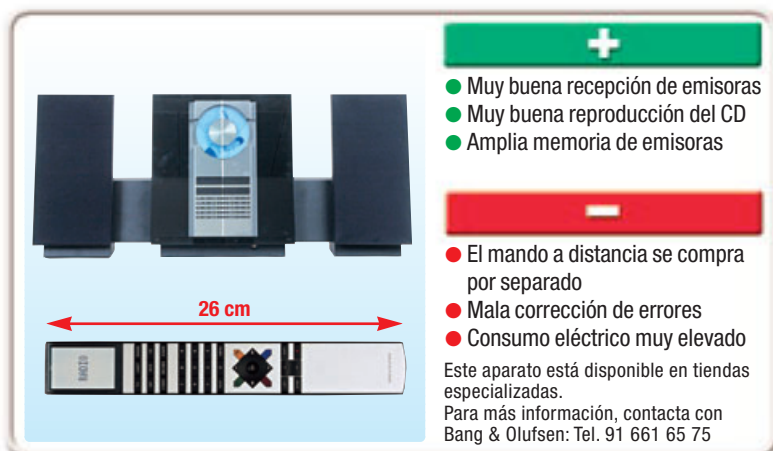 +
Muy buena recepción de emisoras
Muy buena reproducción del CD
Amplia memoria de emisoras
-
El mando a distancia se compra
por separado
Mala corrección de errores
Consumo eléctrico muy elevado
Este aparato está disponible en tiendas
especializadas.
Para más información, contacta con
Bang & Olufsen: Tel. 91 661 65 75
26 cm
RADIO